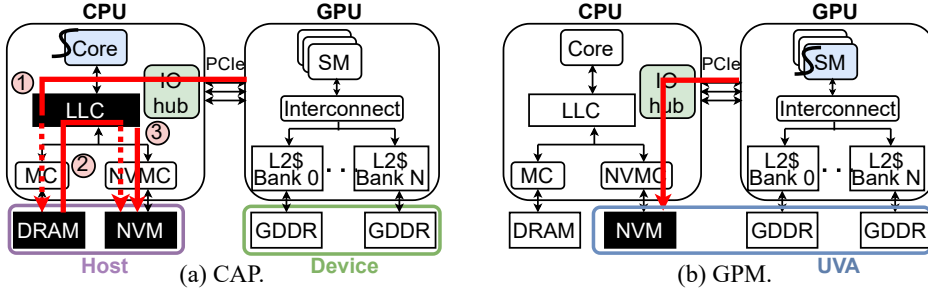 CPU
GPU
Core
SM
PCIe
1
IO
hub
LLC
3
Interconnect
2
MC
NVMC
L2$
Bank 0
. . .
L2$
Bank N
DRAM
NVM
GDDR
GDDR
Host
Device
(a) CAP.
CPU
GPU
Core
SM
PCIe
IO
hub
LLC
Interconnect
MC
NVMC
L2$
Bank 0
. . .
L2$
Bank N
DRAM
NVM
GDDR
GDDR
UVA
(b) GPM.